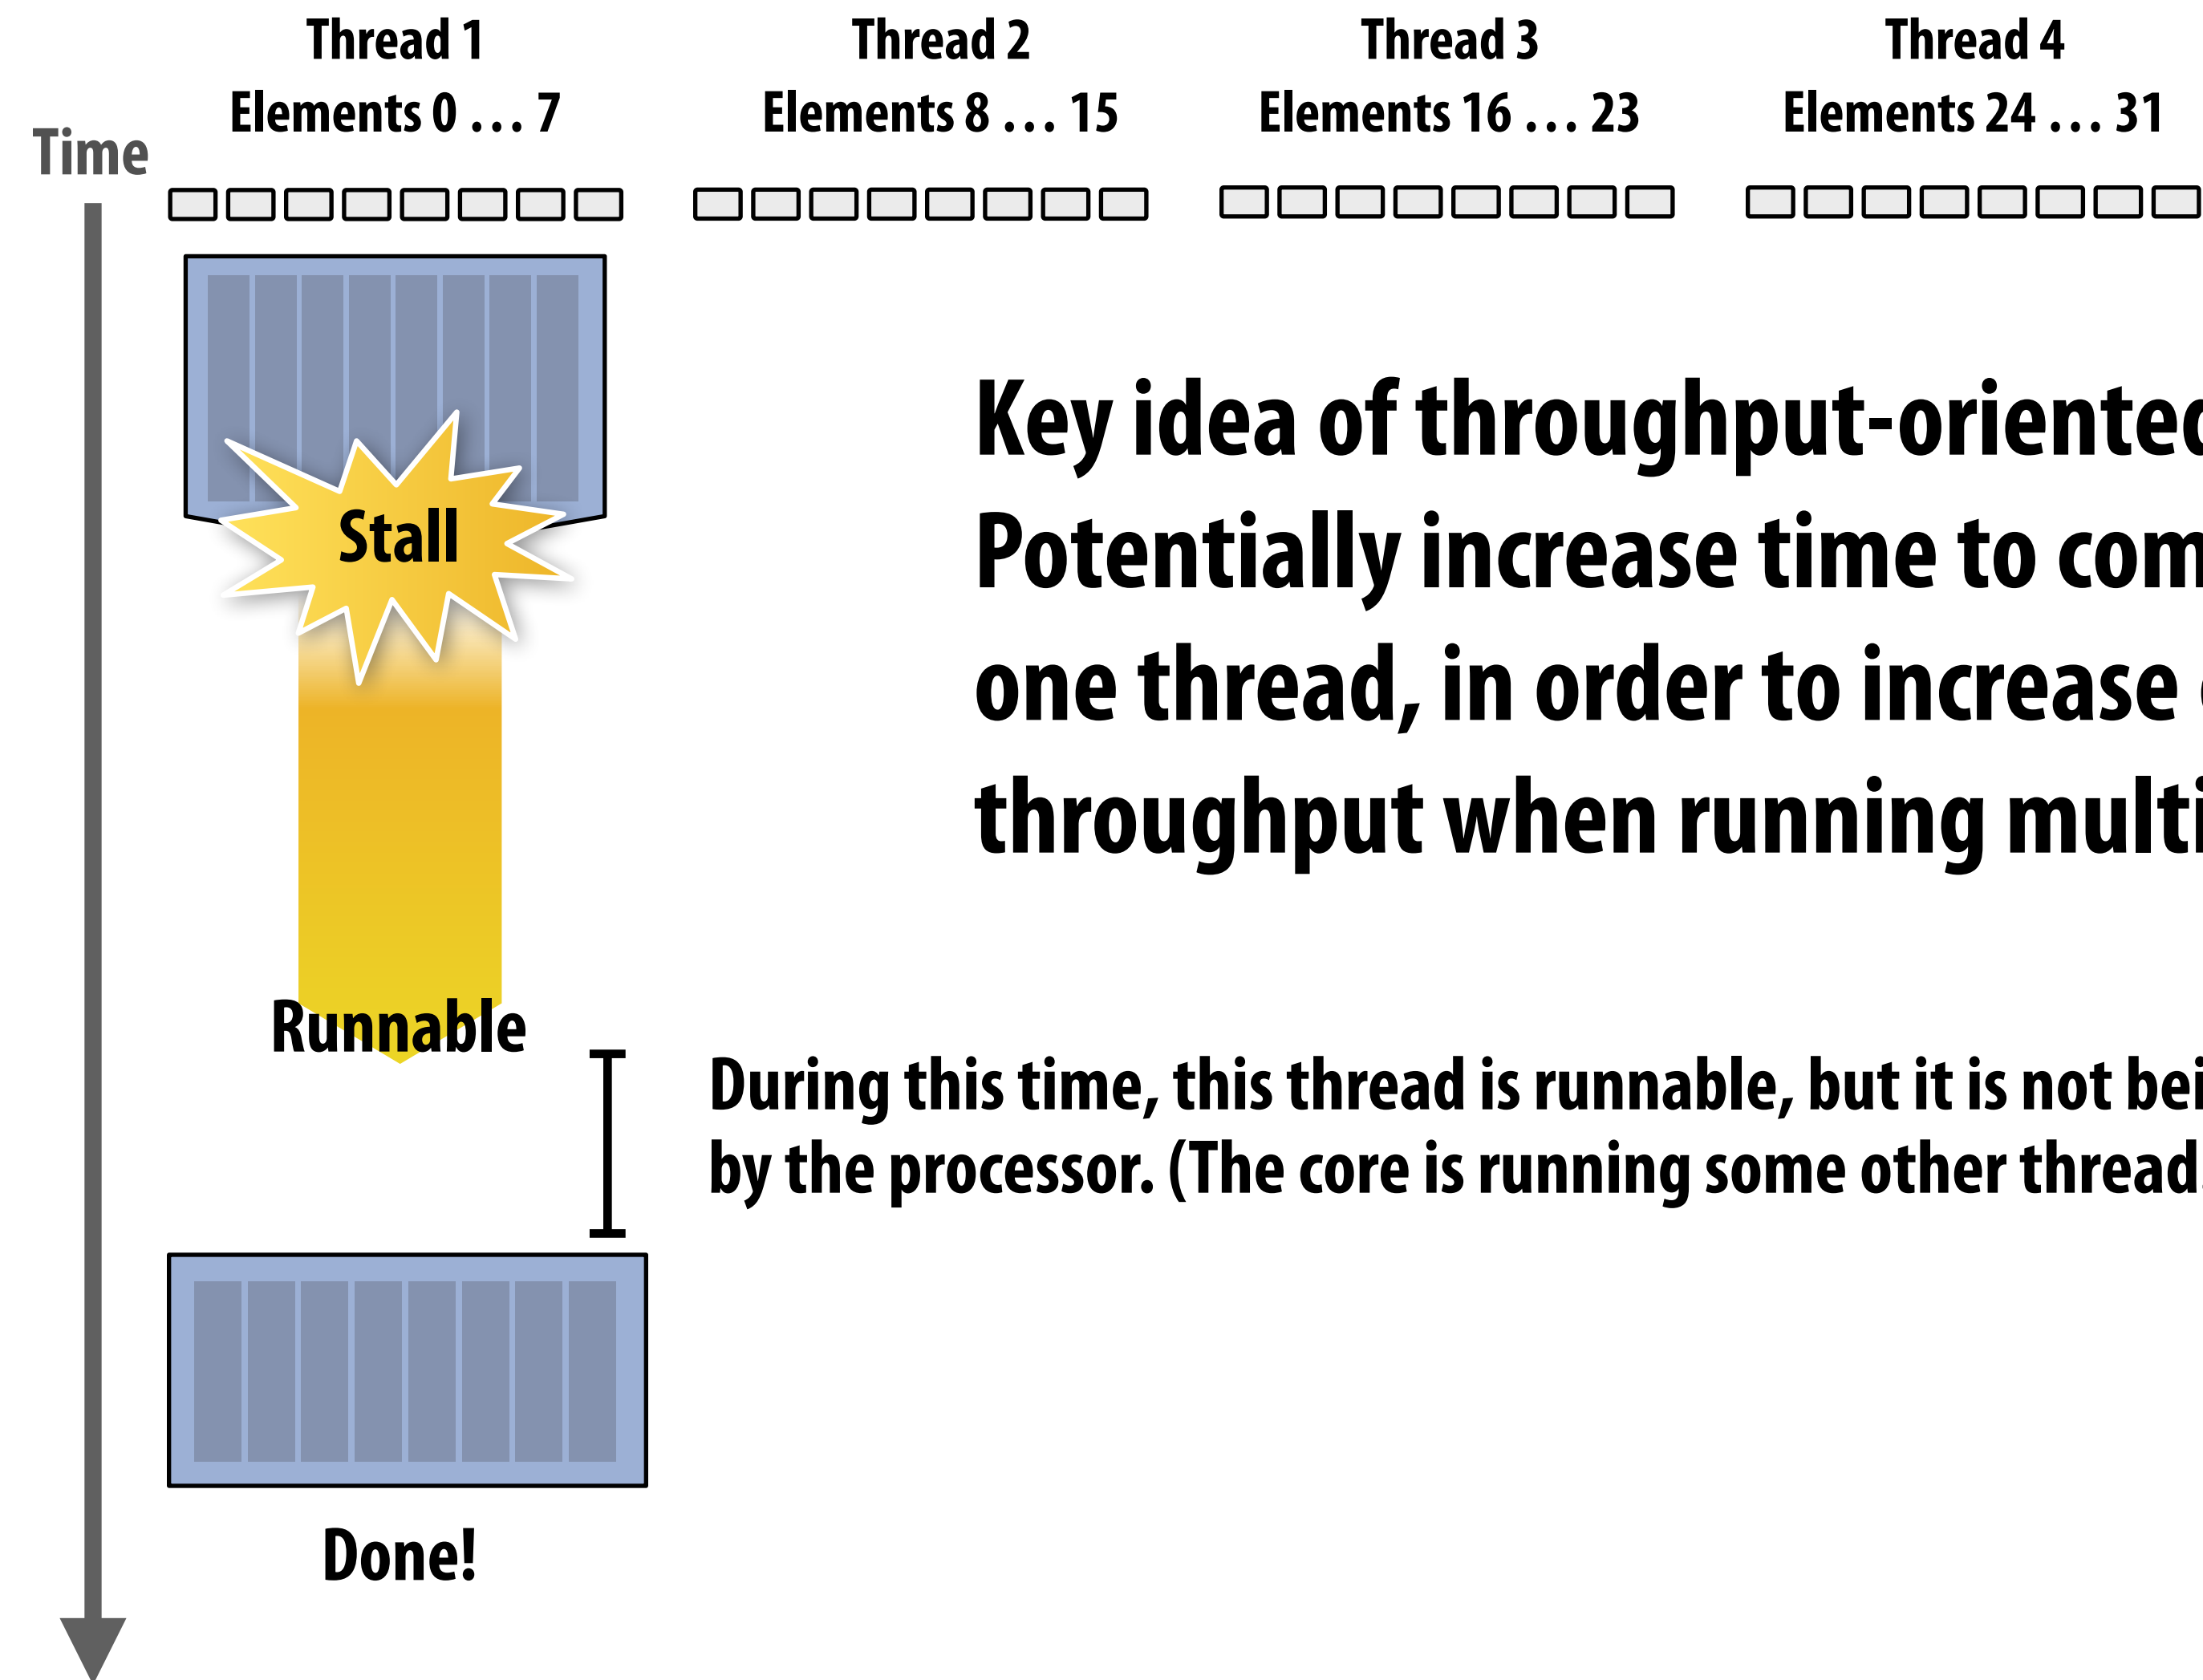 Thread 1
Elements 0 . . . 7
Thread 2
Elements 8 . . . 15
Thread 3
Elements 16 . . . 23
Thread 4
Elements 24 . . . 31
Time
Stall
Key idea of throughput-oriented
Potentially increase time to com
one thread, in order to increase
throughput when running multi
Runnable
During this time, this thread is runnable, but it is not bei
by the processor. (The core is running some other thread.
Done!